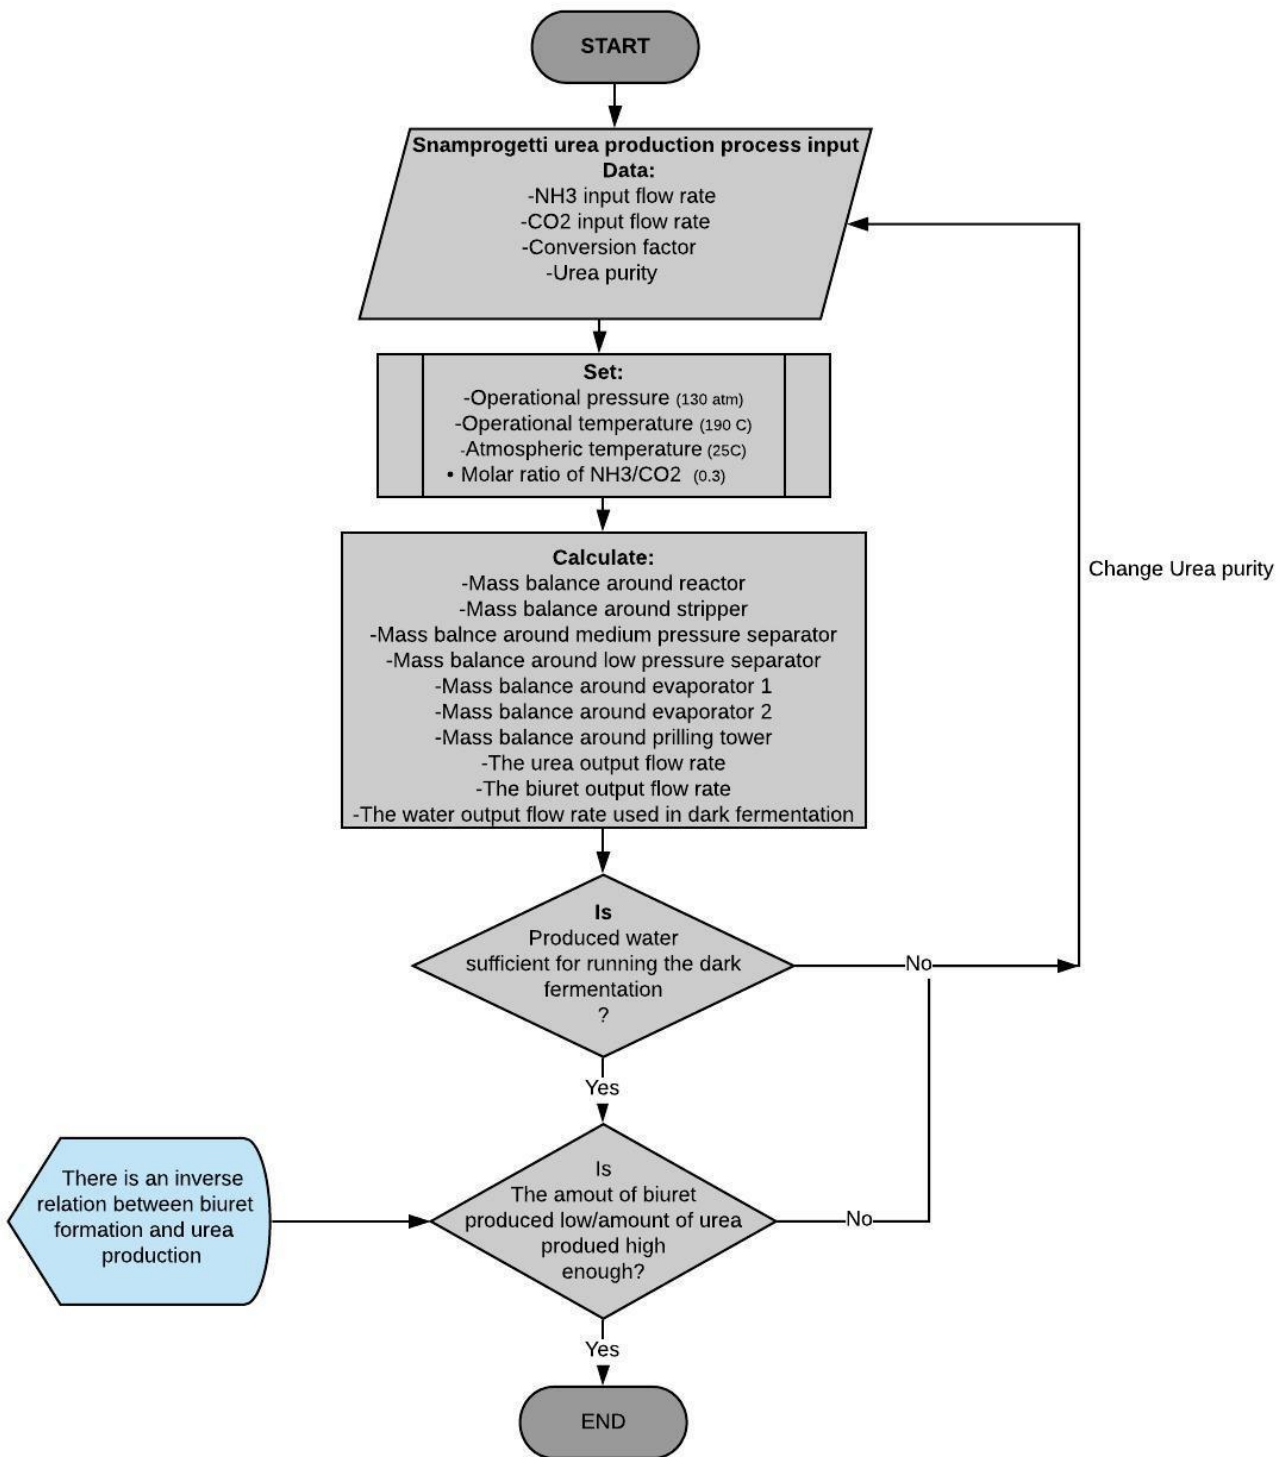 START
Snamprogetti urea production process input
Data:
-NH3 input flow rate
-CO2 input flow rate
-Conversion factor
-Urea purity
Set:
-Operational pressure (130 atm)
-Operational temperature (190 C)
-Atmospheric temperature (25C)
• Molar ratio of NH3/CO2 (0.3)
Calculate:
-Mass balance around reactor
-Mass balance around stripper
-Mass balnce around medium pressure separator
-Mass balance around low pressure separator
-Mass balance around evaporator 1
-Mass balance around evaporator 2
-Mass balance around prilling tower
-The urea output flow rate
-The biuret output flow rate
-The water output flow rate used in dark fermentation
Change Urea purity
Is
Produced water
sufficient for running the dark
fermentation
?
No
Yes
There is an inverse
relation between biuret
formation and urea
production
Is
The amout of biuret
produced low/amount of urea
produed high
enough?
No
Yes
END